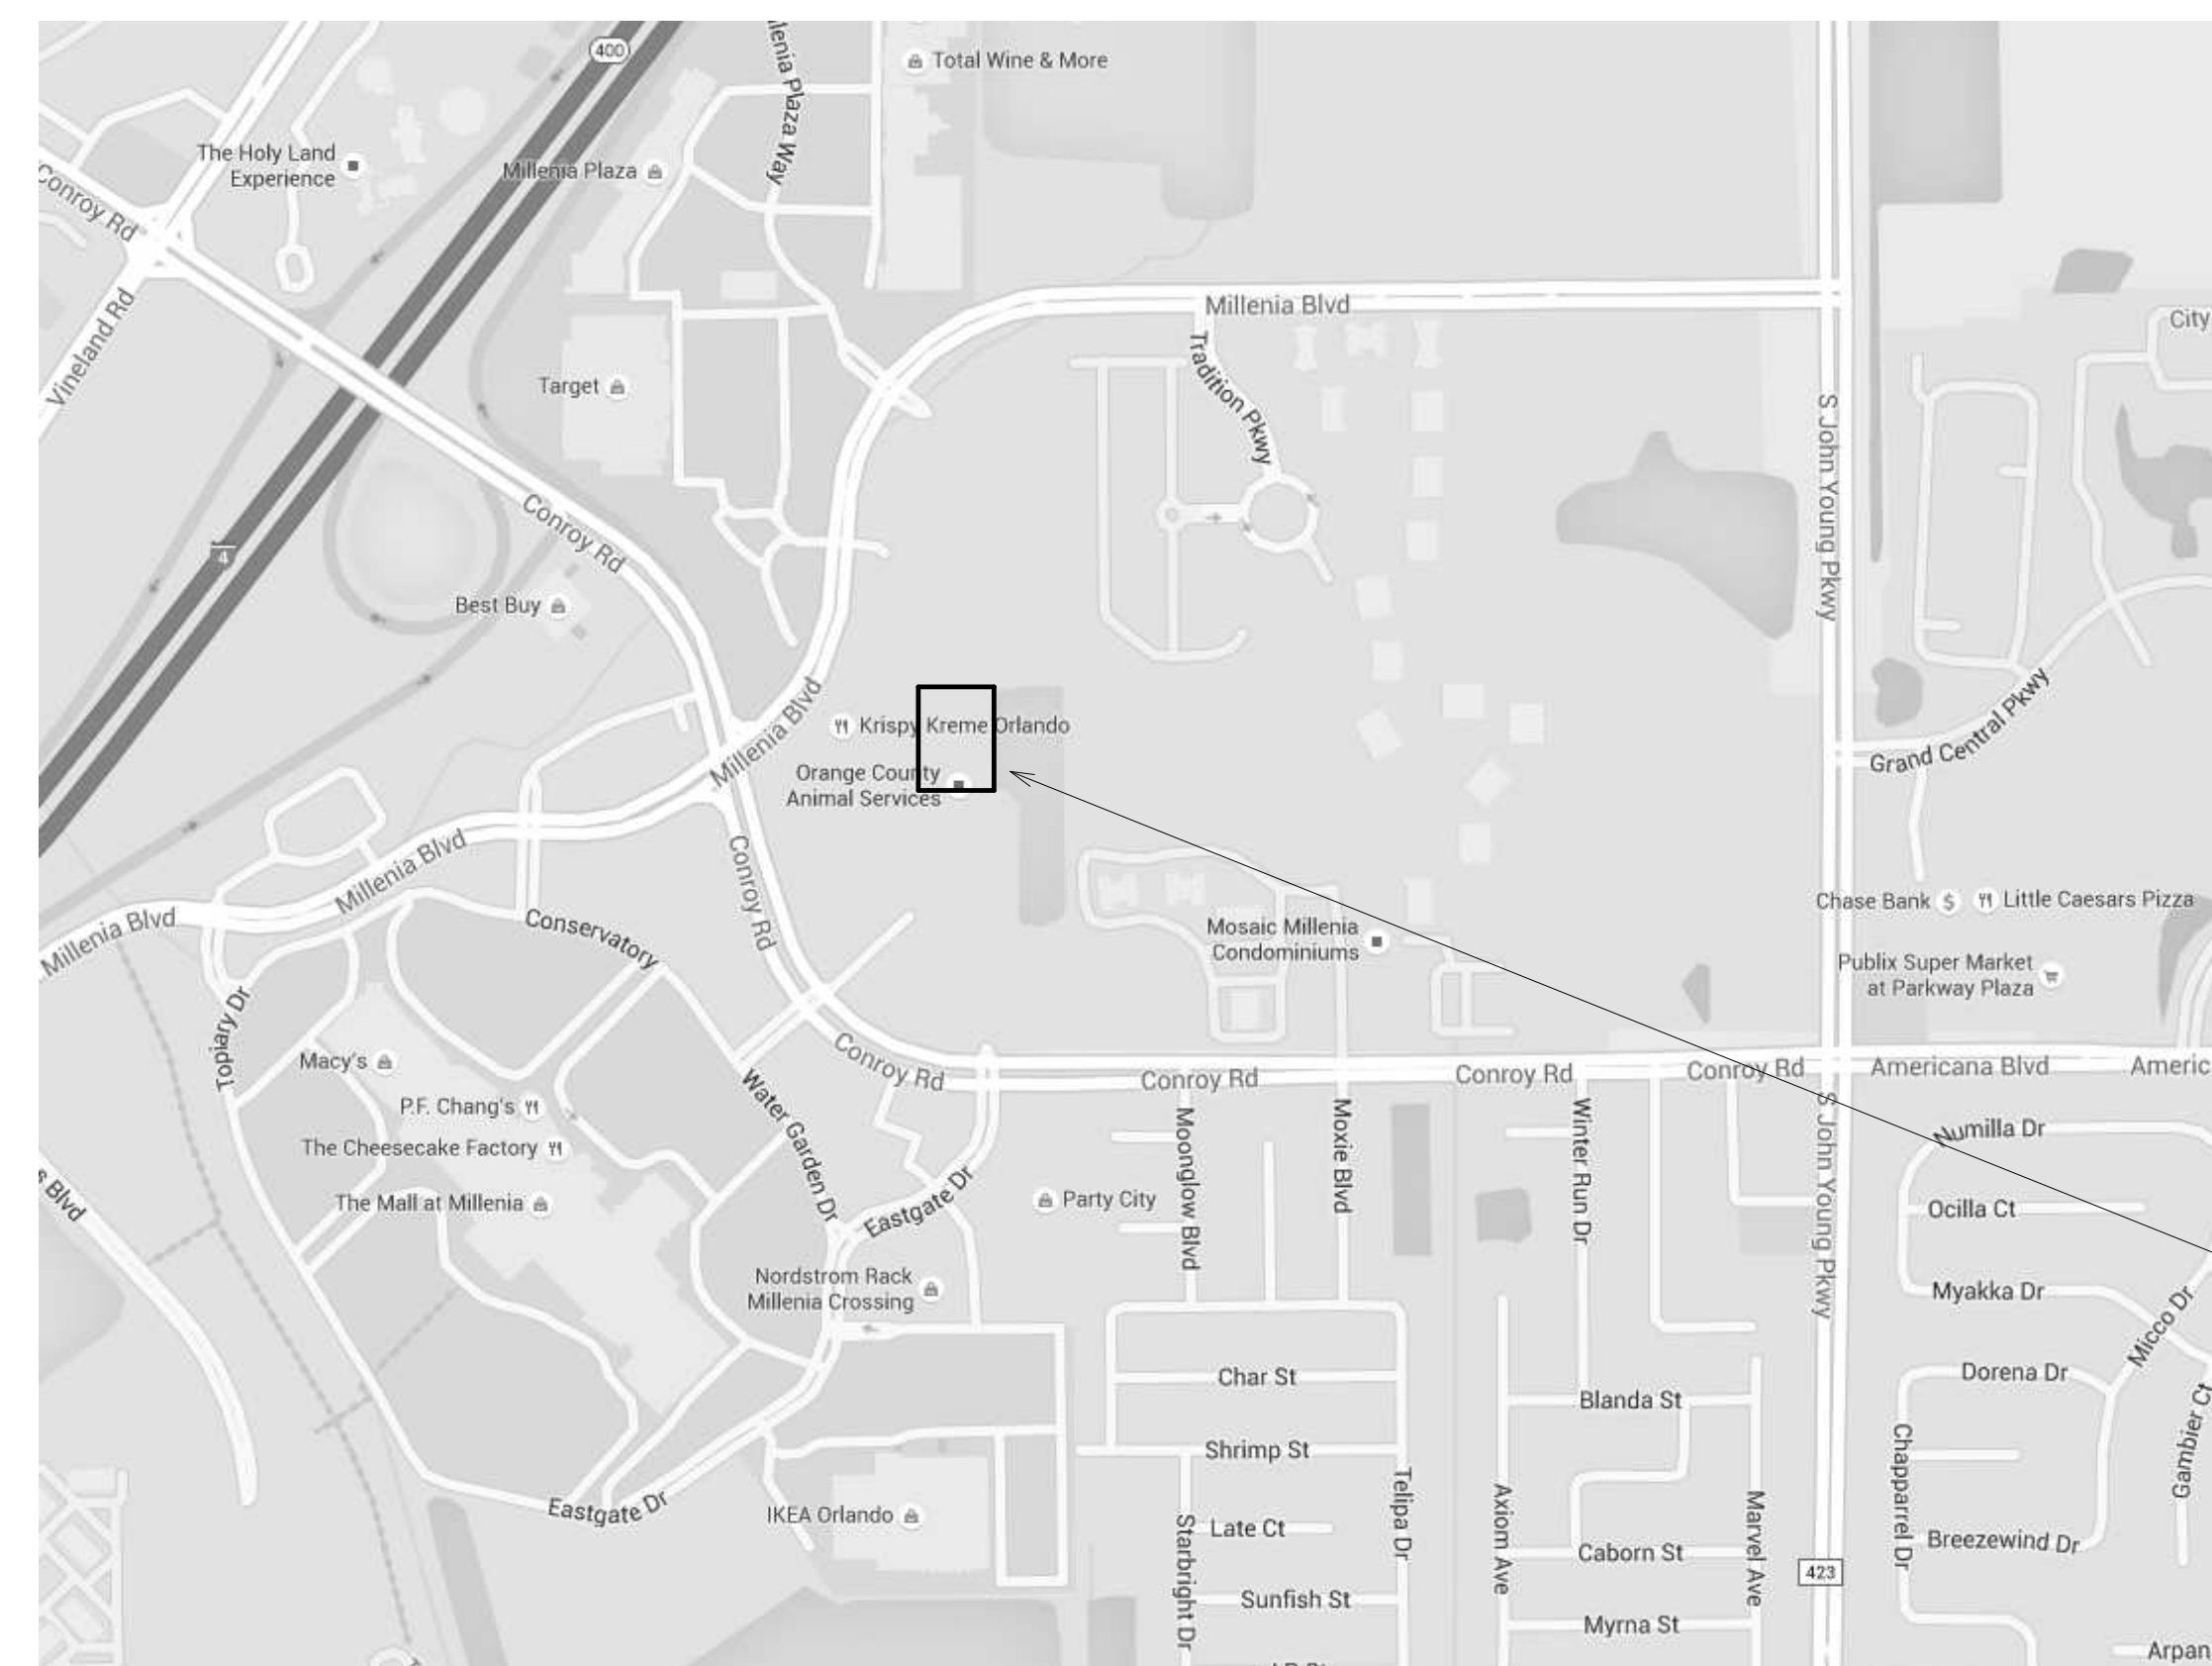 400
lenia Plaza Way
Total Wine & More
The Holy Land
Experience
Millenia Plaza
Conroy Rd
Vineland Rd
Millenia Blvd
City
Tradition Pkwy
Target
S John Young Pkwy
Conroy Rd
4
Best Buy
Millenia Blvd
Krispy Kreme Orlando
Orange County
Animal Services
Grand Central Pkwy
Millenia Blvd
Conroy Rd
Millenia Blvd
Conservatory
Mosaic Millenia
Condominiums
Chase Bank
$
Little Caesars Pizza
Publix Super Market
at Parkway Plaza
Topiary Dr
Macy's
Conroy Rd
Conroy Rd
Conroy Rd
Conroy Rd
Americana Blvd
Americ
P.F. Chang's
The Cheesecake Factory
The Mall at Millenia
Water Garden Dr
Eastgate Dr
Party City
Moonglow Blvd
Moxie Blvd
Winter Run Dr
S John Young Pkwy
Numilla Dr
Ocilla Ct
s Blvd
Nordstrom Rack
Millenia Crossing
Myakka Dr
Micco Dr
Char St
Dorena Dr
Blanda St
Gambier Ct
Shrimp St
Chapparrel Dr
Eastgate Dr
IKEA Orlando
Starbright Dr
Late Ct
Telipa Dr
Axiom Ave
Caborn St
Marvel Ave
Breezewind Dr
423
Sunfish St
Myrna St
Arpan